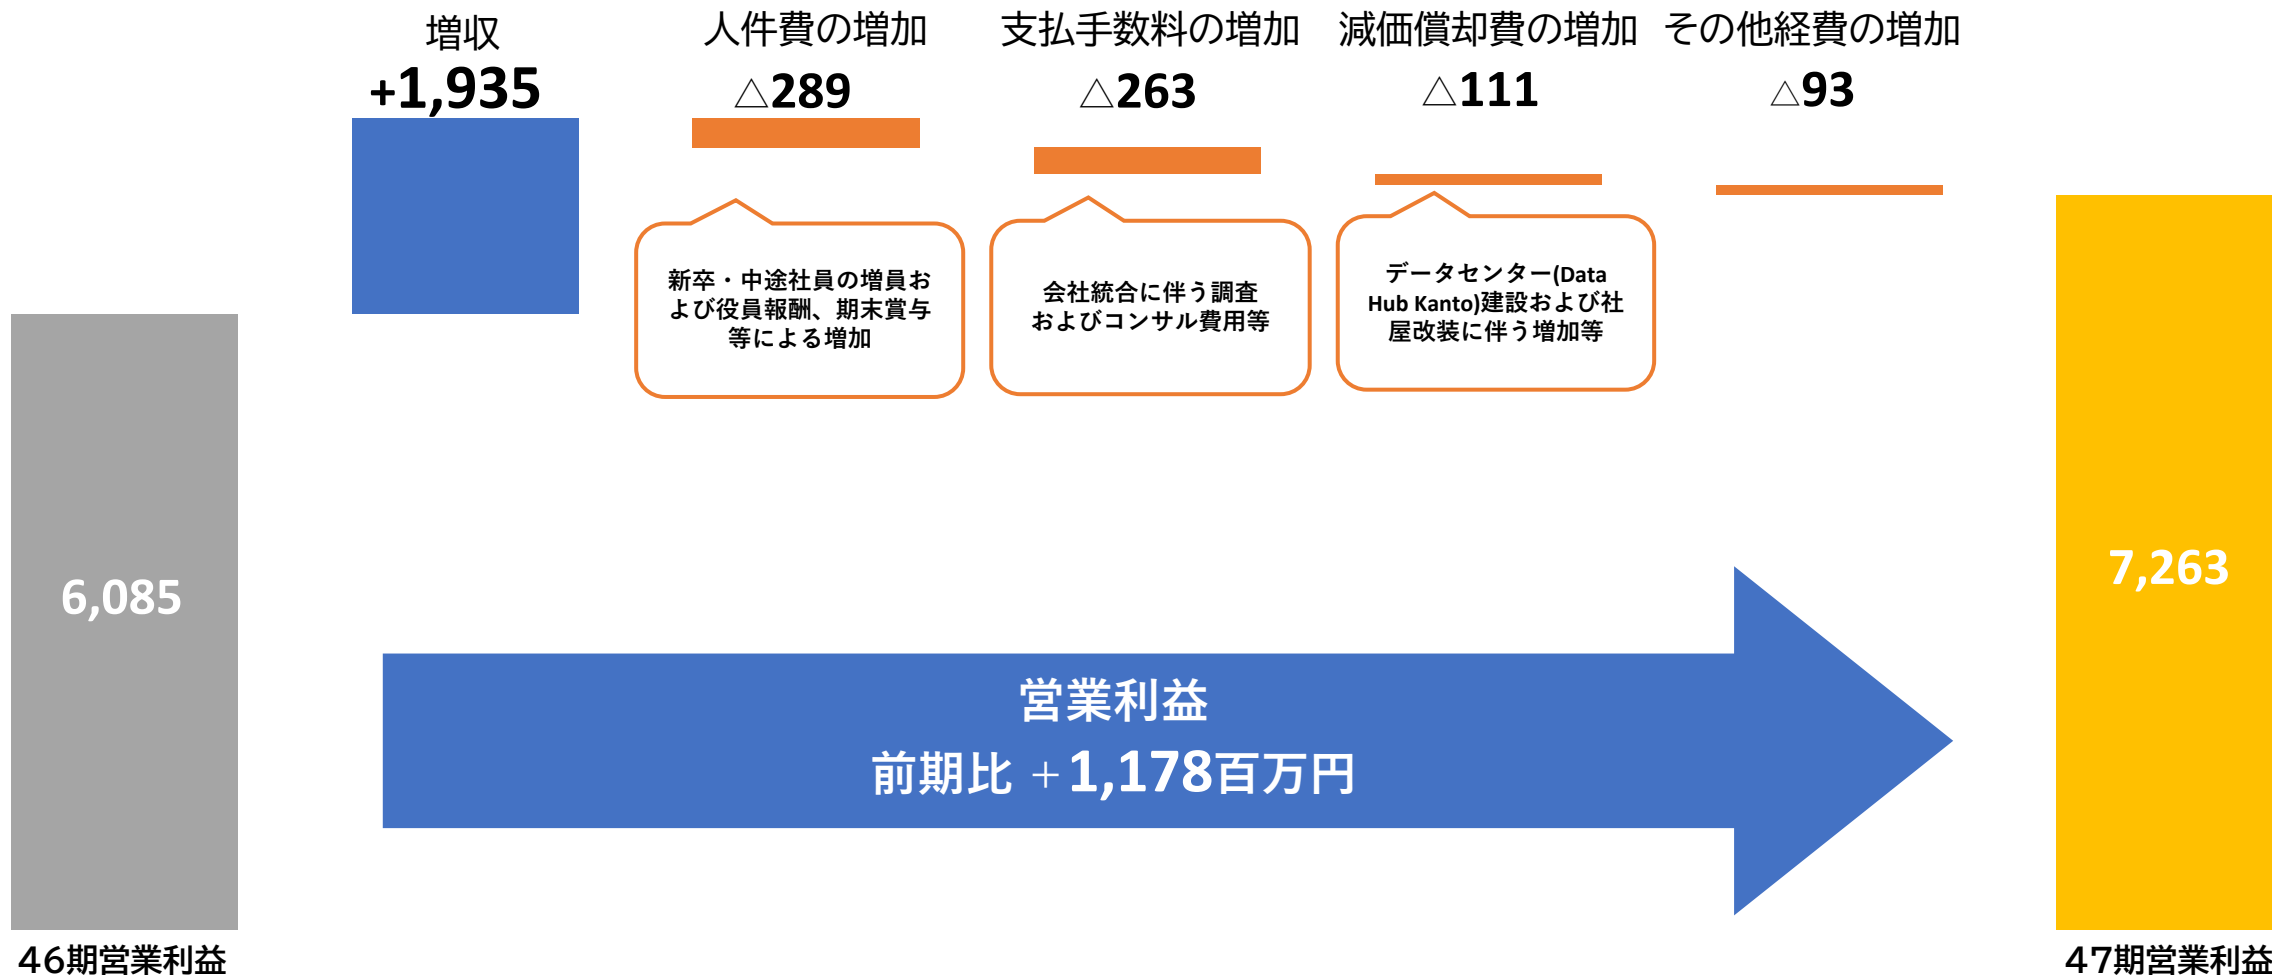 増収
+1,935
人件費の増加
△289
支払手数料の増加
△263
減価償却費の増加
△111
その他経費の増加
△93
新卒・中途社員の増員お
よび役員報酬、期末賞与
等による増加
会社統合に伴う調査
およびコンサル費用等
データセンター(Data
Hub Kanto)建設および社
屋改装に伴う増加等
6,085
7,263
営業利益
前期比 +1,178百万円
46期営業利益
47期営業利益